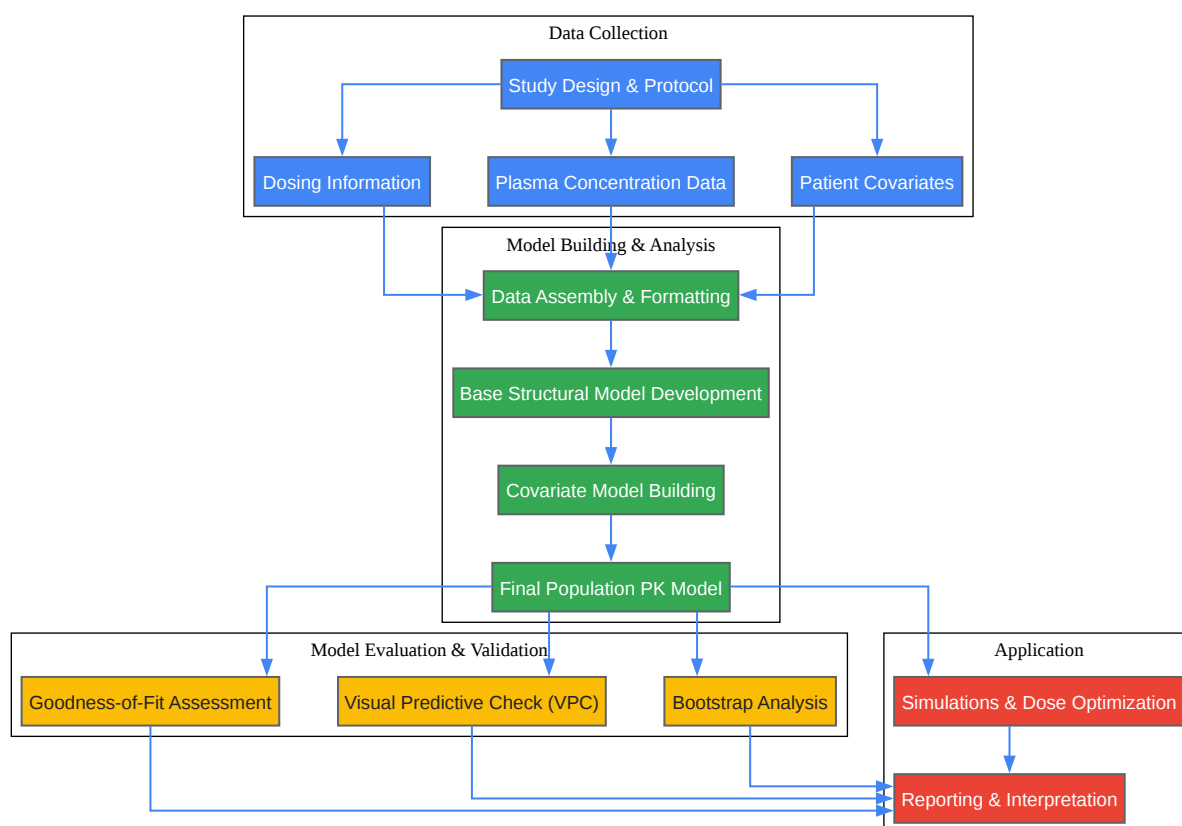 Data Collection
Study Design & Protocol
Dosing Information
Plasma Concentration Data
Patient Covariates
Model Building & Analysis
Data Assembly & Formatting
Base Structural Model Development
Covariate Model Building
Final Population PK Model
Model Evaluation & Validation
Application
Goodness-of-Fit Assessment
Visual Predictive Check (VPC)
Bootstrap Analysis
Simulations & Dose Optimization
Reporting & Interpretation